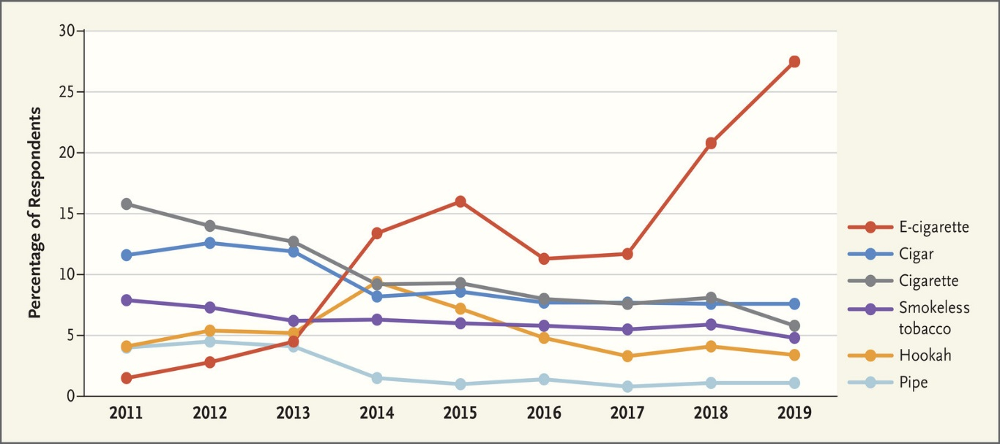 Percentage of Respondents
30
25
20
15
10
5
0
2011 2012 2013 2014 2015 2016 2017 2018 2019
E-cigarette
Cigar
Cigarette
Smokeless
tobacco
Hookah
Pipe